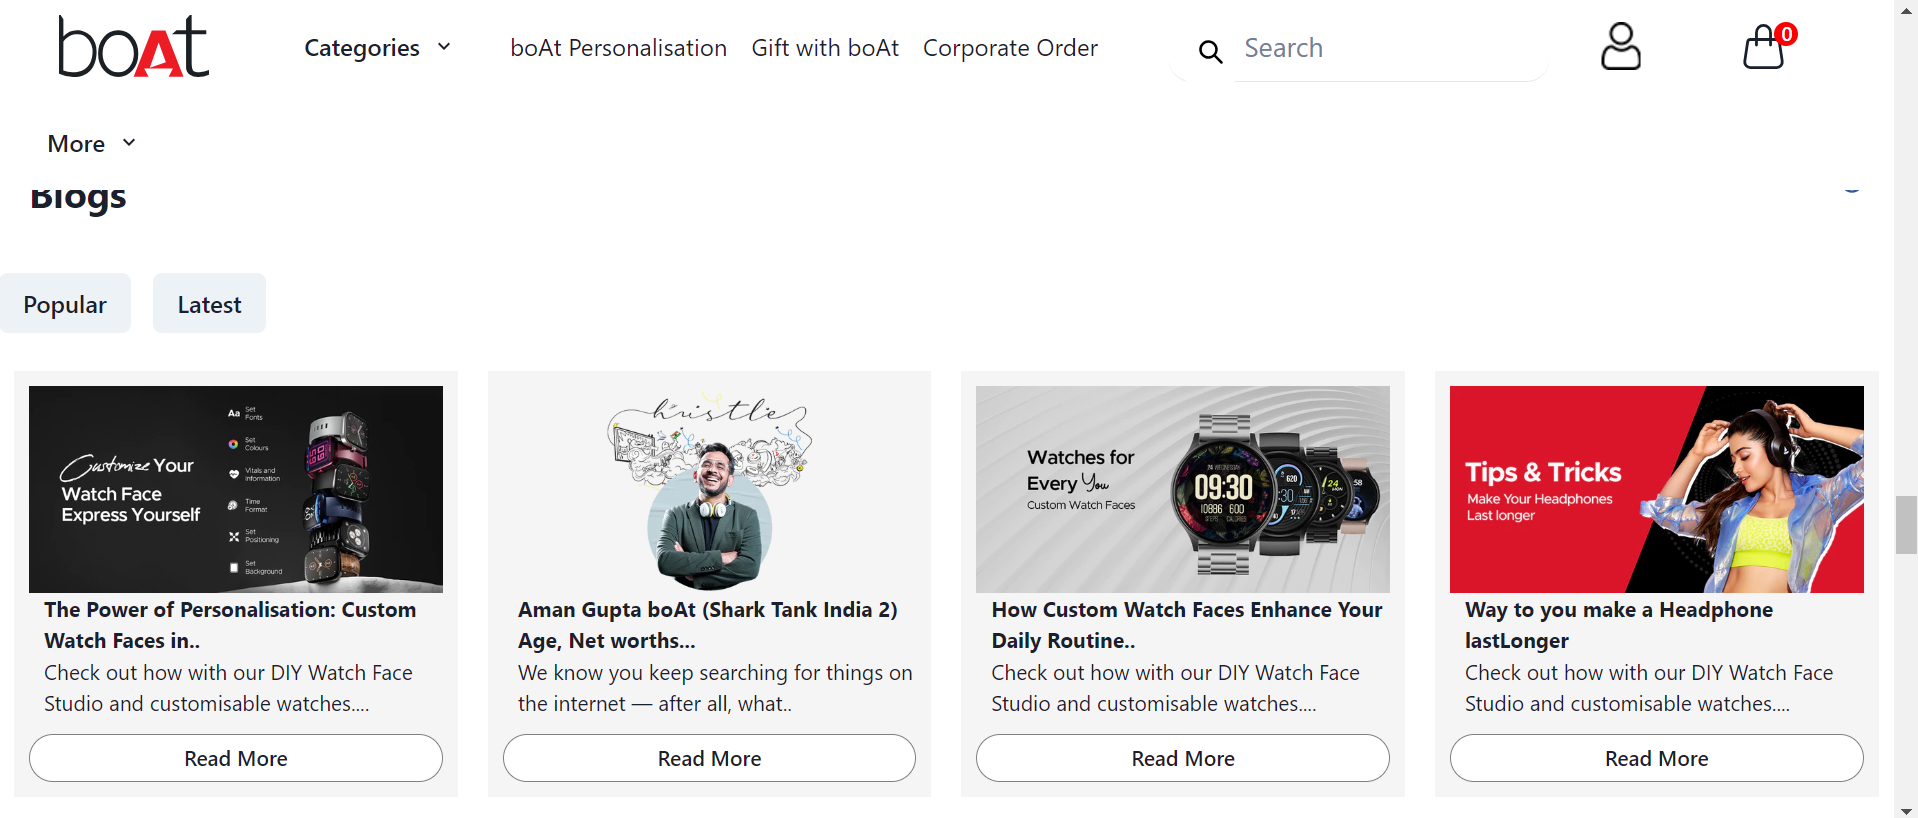 boAt
Categories
boAt Personalisation
Gift with boAt
Corporate Order
Search
0
More
Blogs
Popular
Latest
Customize Your
Watch Face
Express Yourself
Aa Set
Fonts
Set
Colours
Vitals and
Information
Time
Format
Set
Positioning
Set
Background
The Power of Personalisation: Custom
Watch Faces in..
Check out how with our DIY Watch Face
Studio and customisable watches....
Read More
Aman Gupta boAt (Shark Tank India 2)
Age, Net worths...
We know you keep searching for things on
the internet — after all, what..
Read More
Watches for
Every You
Custom Watch Faces
09:30
10886 600
STEPS CALORIES
620
24
58
How Custom Watch Faces Enhance Your
Daily Routine..
Check out how with our DIY Watch Face
Studio and customisable watches....
Read More
Tips & Tricks
Make Your Headphones
Last longer
Way to you make a Headphone
lastLonger
Check out how with our DIY Watch Face
Studio and customisable watches....
Read More